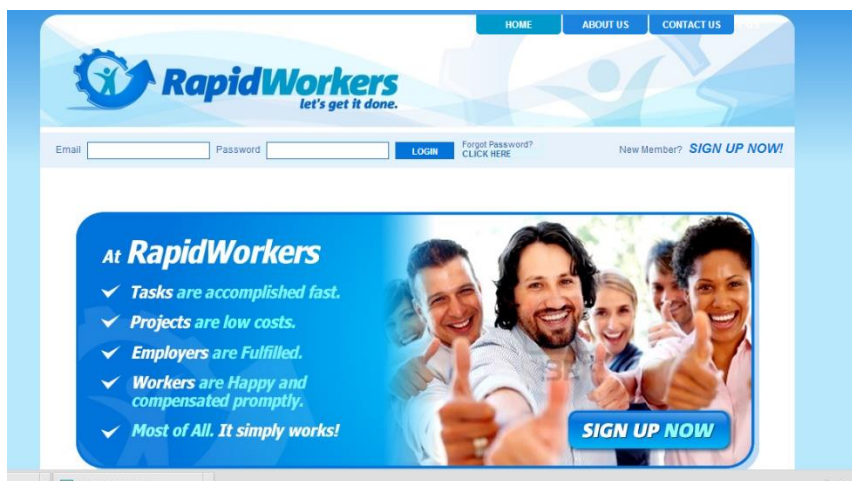 HOME ABOUT US CONTACT US
RapidWorkers
let's get it done.
Email Password LOGIN Forgot Password? New Member? SIGN UP NOW!
CLICK HERE
At RapidWorkers
Tasks are accomplished fast.
Projects are low costs.
Employers are Fulfilled.
Workers are Happy and
compensated promptly.
Most of All. It simply works!
SIGN UP NOW